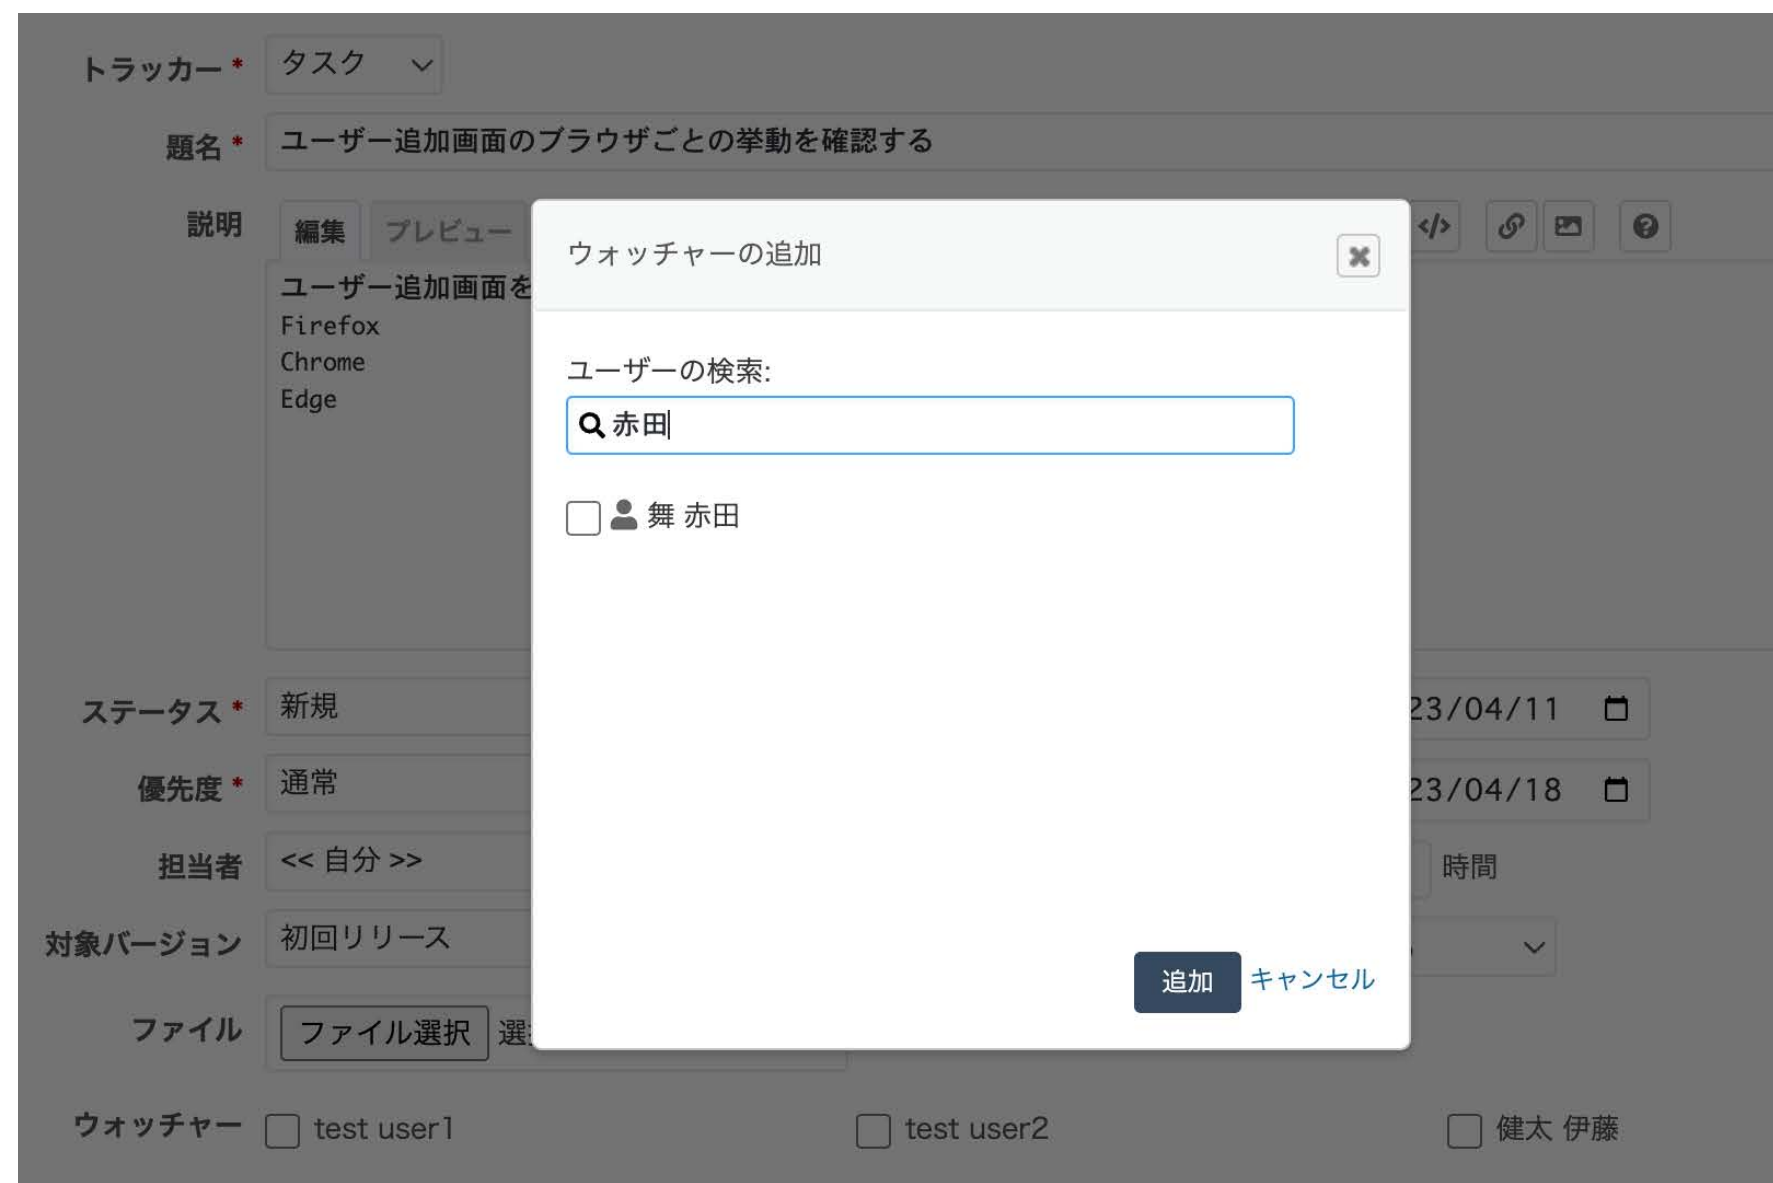 トラッカー * タスク
題名 * ユーザー追加画面のブラウザごとの挙動を確認する
説明 編集 プレビュー
ユーザー追加画面を
Firefox
Chrome
Edge
ウォッチャーの追加
ユーザーの検索:
赤田
舞 赤田
追加 キャンセル
ステータス * 新規 23/04/11
優先度 * 通常 23/04/18
担当者 << 自分 >> 時間
対象バージョン 初回リリース
ファイル ファイル選択 選
ウォッチャー test user1 test user2 健太 伊藤